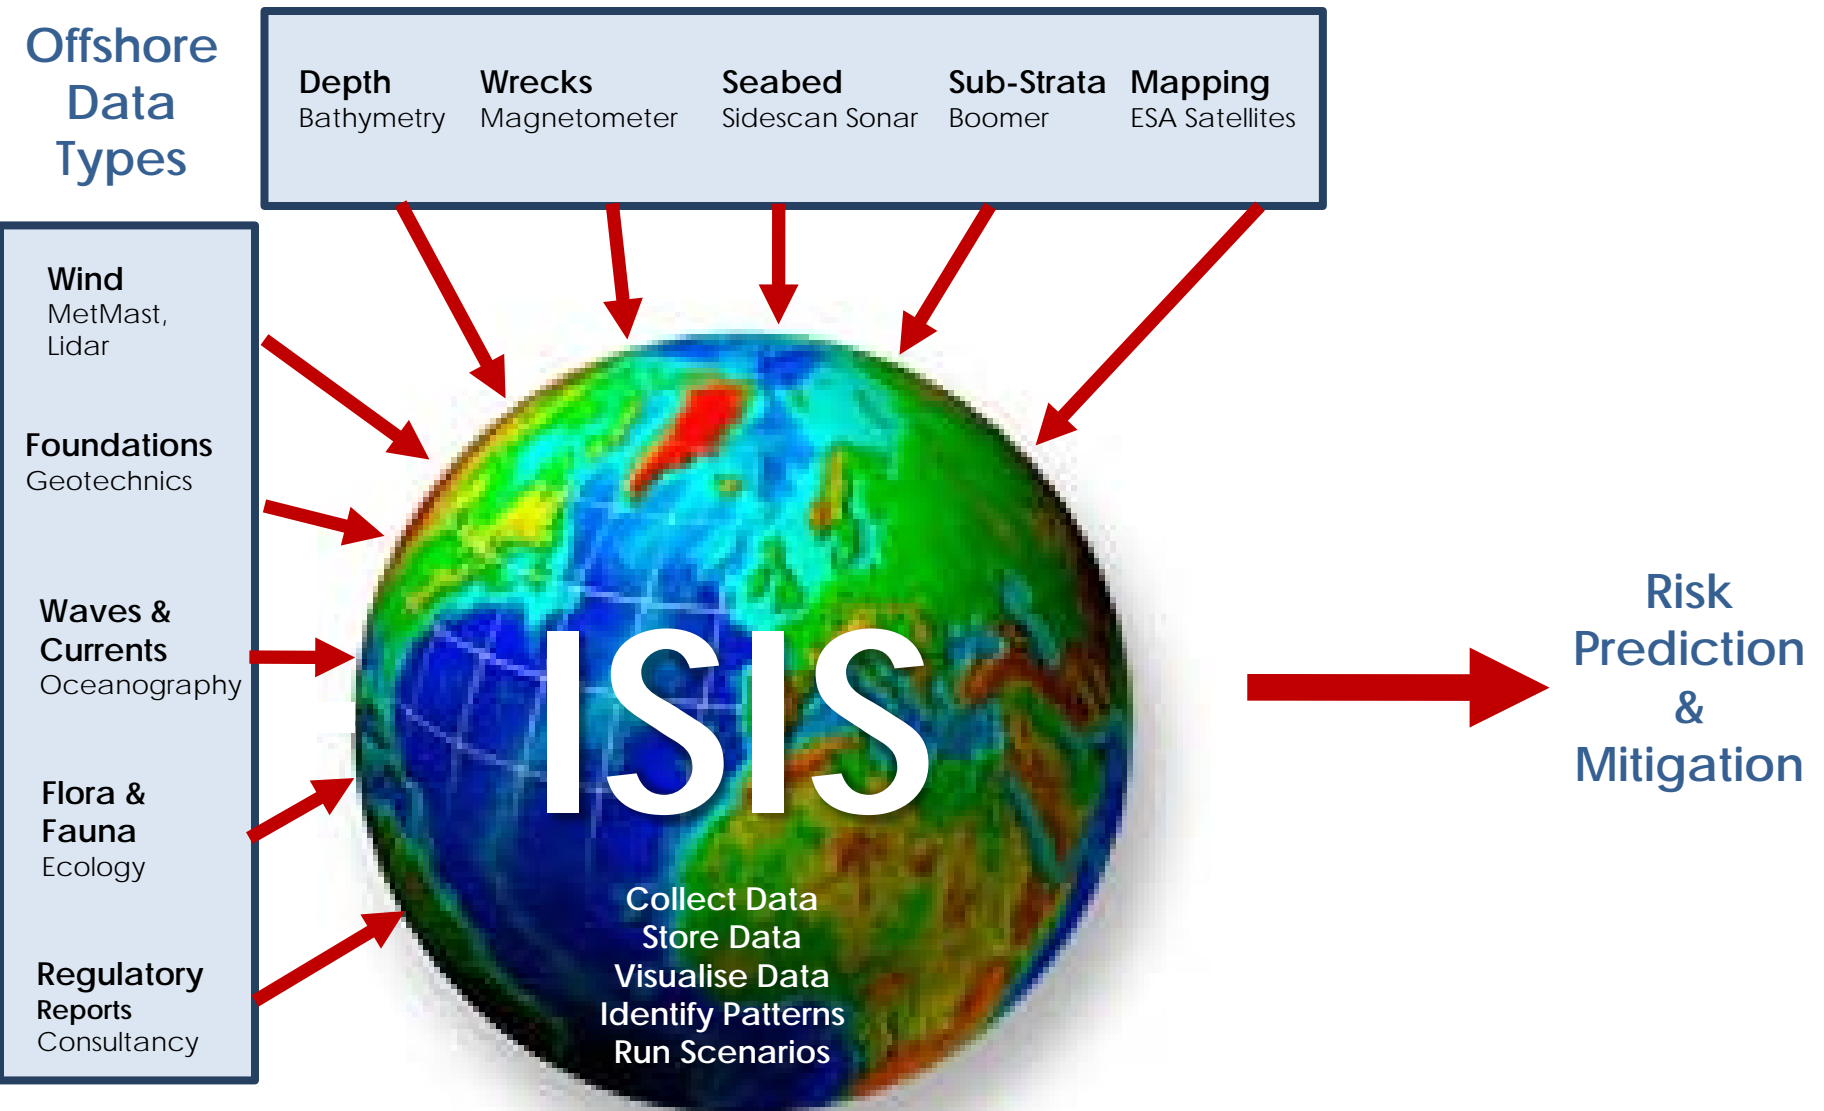 Offshore
Data
Types
Depth
Bathymetry
Wrecks
Magnetometer
Seabed
Sidescan Sonar
Sub-Strata
Boomer
Mapping
ESA Satellites
Wind
MetMast,
Lidar
Foundations
Geotechnics
Waves &
Currents
Oceanography
Flora &
Fauna
Ecology
Regulatory
Reports
Consultancy
ISIS
Collect Data
Store Data
Visualise Data
Identify Patterns
Run Scenarios
Risk
Prediction
&
Mitigation